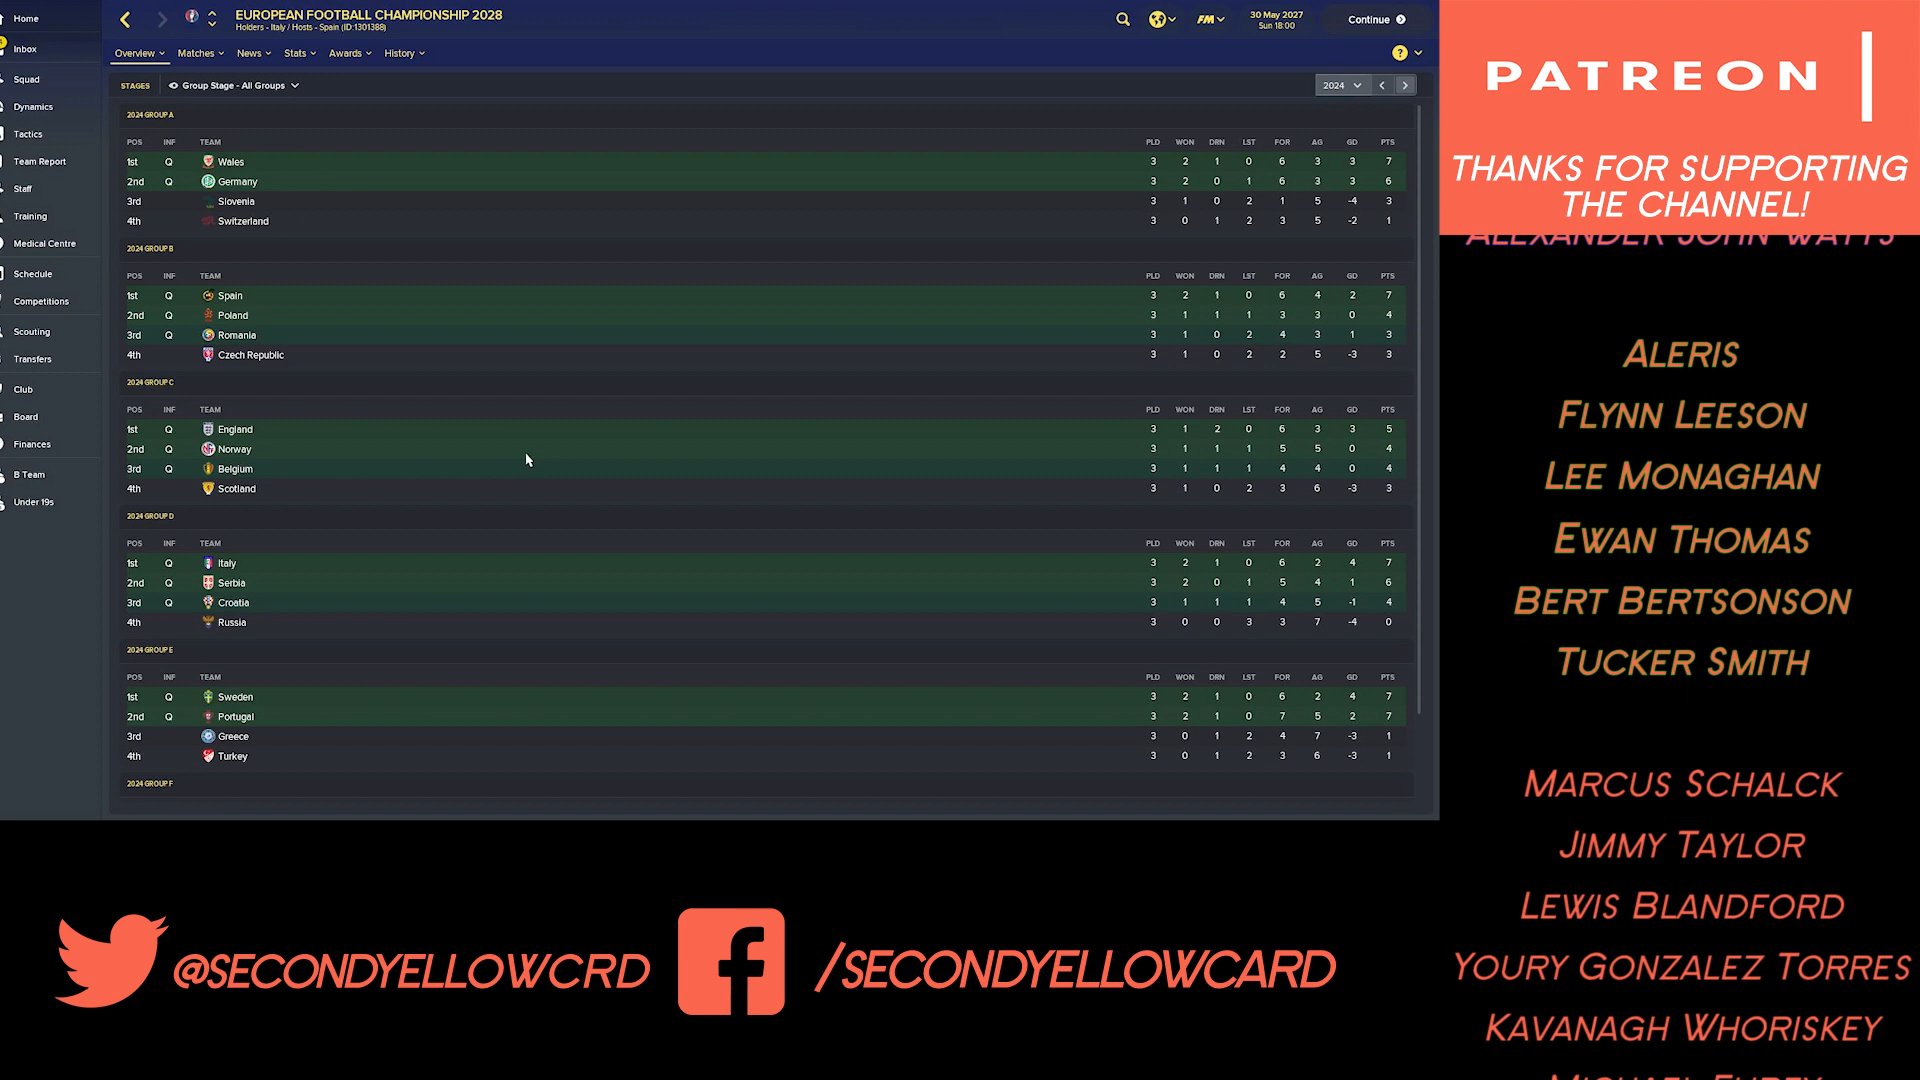 Home
Inbox
Squad
Dynamics
Tactics
Team Report
Staff
Training
Medical Centre
Schedule
Competitions
Scouting
Transfers
Club
Board
Finances
B Team
Under 19s
EUROPEAN FOOTBALL CHAMPIONSHIP 2028
Holders - Italy / Hosts - Spain (ID:1301388)
FM
30 May 2027
Sun 18:00
Continue
Overview Matches News Stats Awards History
?
STAGES Group Stage - All Groups 2024
2024 GROUP A
POS INF TEAM PLD WON DRN LST FOR AG GD PTS
1st Q Wales 3 2 1 0 6 3 3 7
2nd Q Germany 3 2 0 1 6 3 3 6
3rd Slovenia 3 1 0 2 1 5 -4 3
4th Switzerland 3 0 1 2 3 5 -2 1
2024 GROUP B
POS INF TEAM PLD WON DRN LST FOR AG GD PTS
1st Q Spain 3 2 1 0 6 4 2 7
2nd Q Poland 3 1 1 1 3 3 0 4
3rd Q Romania 3 1 0 2 4 3 1 3
4th Czech Republic 3 1 0 2 2 5 -3 3
2024 GROUP C
POS INF TEAM PLD WON DRN LST FOR AG GD PTS
1st Q England 3 1 2 0 6 3 3 5
2nd Q Norway 3 1 1 1 5 5 0 4
3rd Q Belgium 3 1 1 1 4 4 0 4
4th Scotland 3 1 0 2 3 6 -3 3
2024 GROUP D
POS INF TEAM PLD WON DRN LST FOR AG GD PTS
1st Q Italy 3 2 1 0 6 2 4 7
2nd Q Serbia 3 2 0 1 5 4 1 6
3rd Q Croatia 3 1 1 1 4 5 -1 4
4th Russia 3 0 0 3 3 7 -4 0
2024 GROUP E
POS INF TEAM PLD WON DRN LST FOR AG GD PTS
1st Q Sweden 3 2 1 0 6 2 4 7
2nd Q Portugal 3 2 1 0 7 5 2 7
3rd Greece 3 0 1 2 4 7 -3 1
4th Turkey 3 0 1 2 3 6 -3 1
2024 GROUP F
PATREON
THANKS FOR SUPPORTING
THE CHANNEL!
ALEXANDER JOHN WATTS
ALERIS
FLYNN LEESON
LEE MONAGHAN
EWAN THOMAS
BERT BERTSONSON
TUCKER SMITH
MARCUS SCHALCK
JIMMY TAYLOR
LEWIS BLANDFORD
YOURY GONZALEZ TORRES
KAVANAGH WHORISKEY
@SECONDYELLOWCRD
/SECONDYELLOWCARD